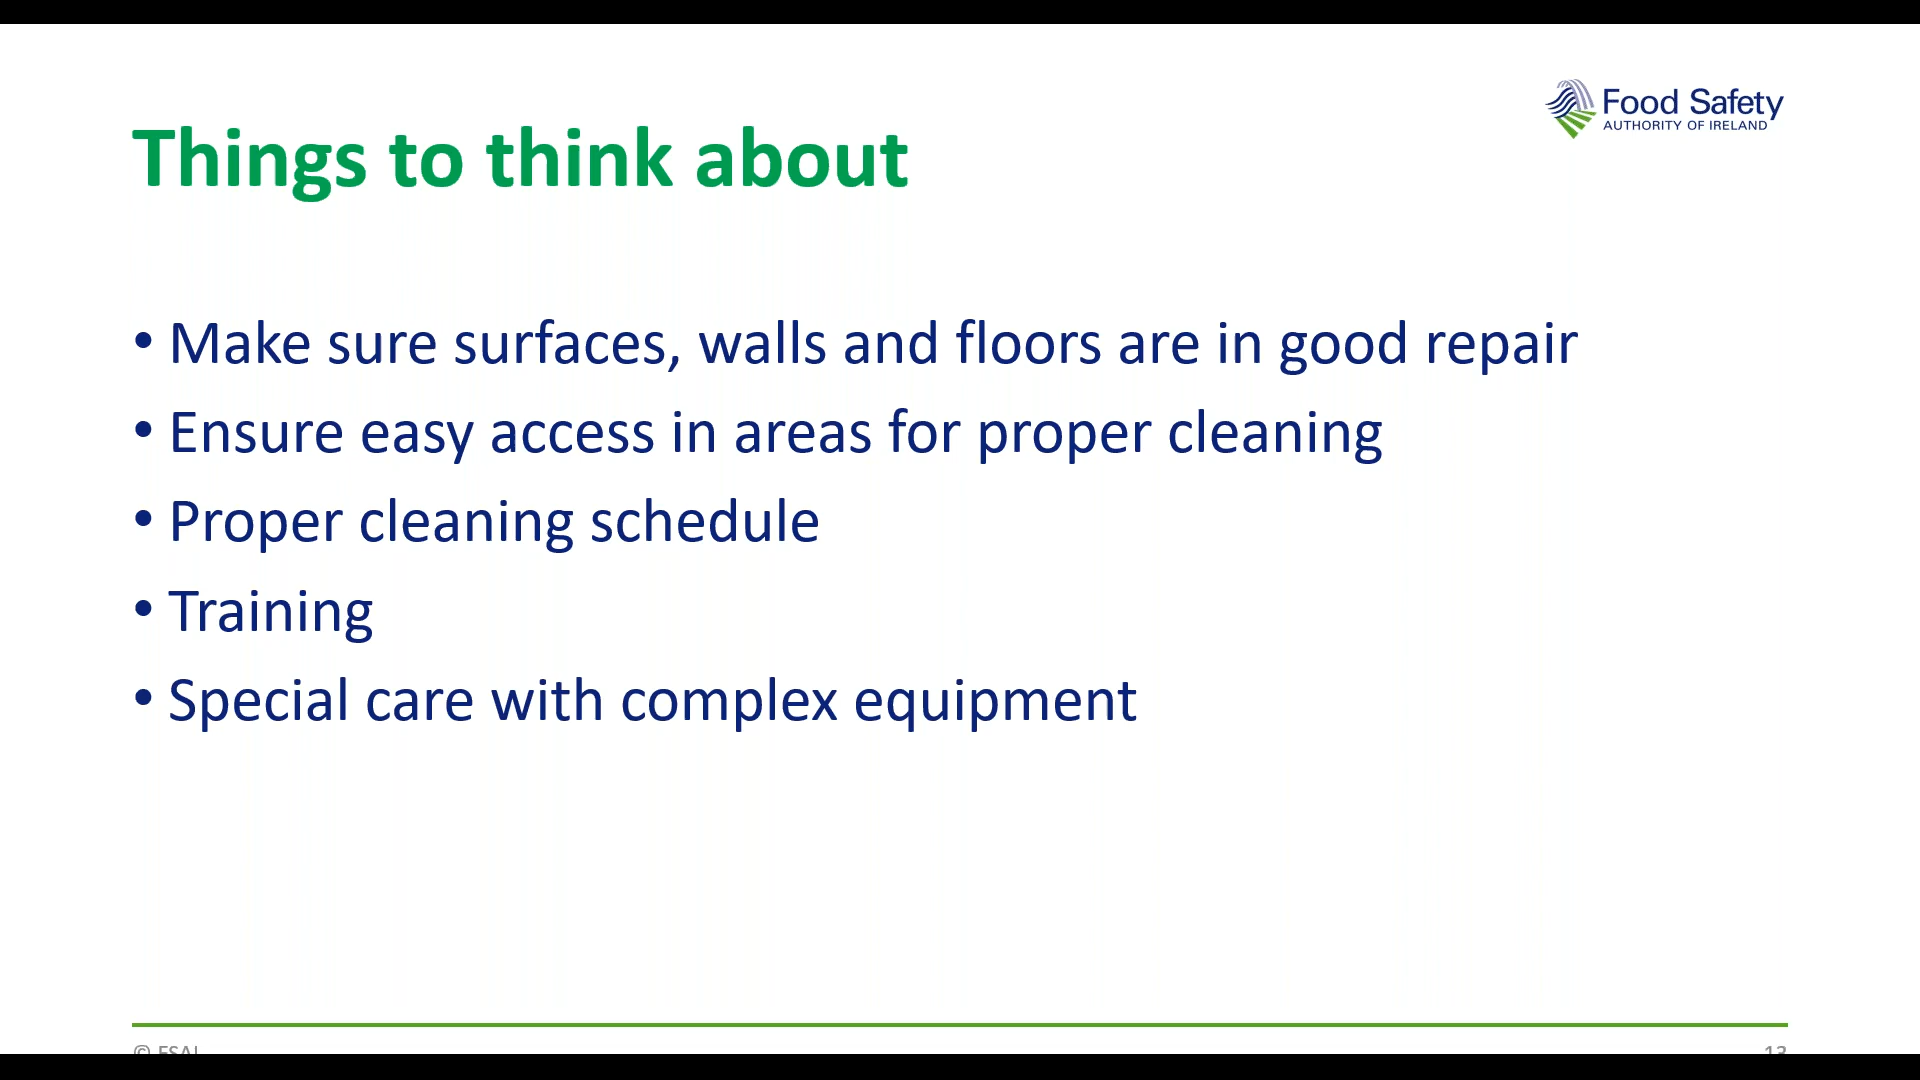 Food Safety
AUTHORITY OF IRELAND
Things to think about
• Make sure surfaces, walls and floors are in good repair
• Ensure easy access in areas for proper cleaning
• Proper cleaning schedule
• Training
• Special care with complex equipment
© FSAI
13